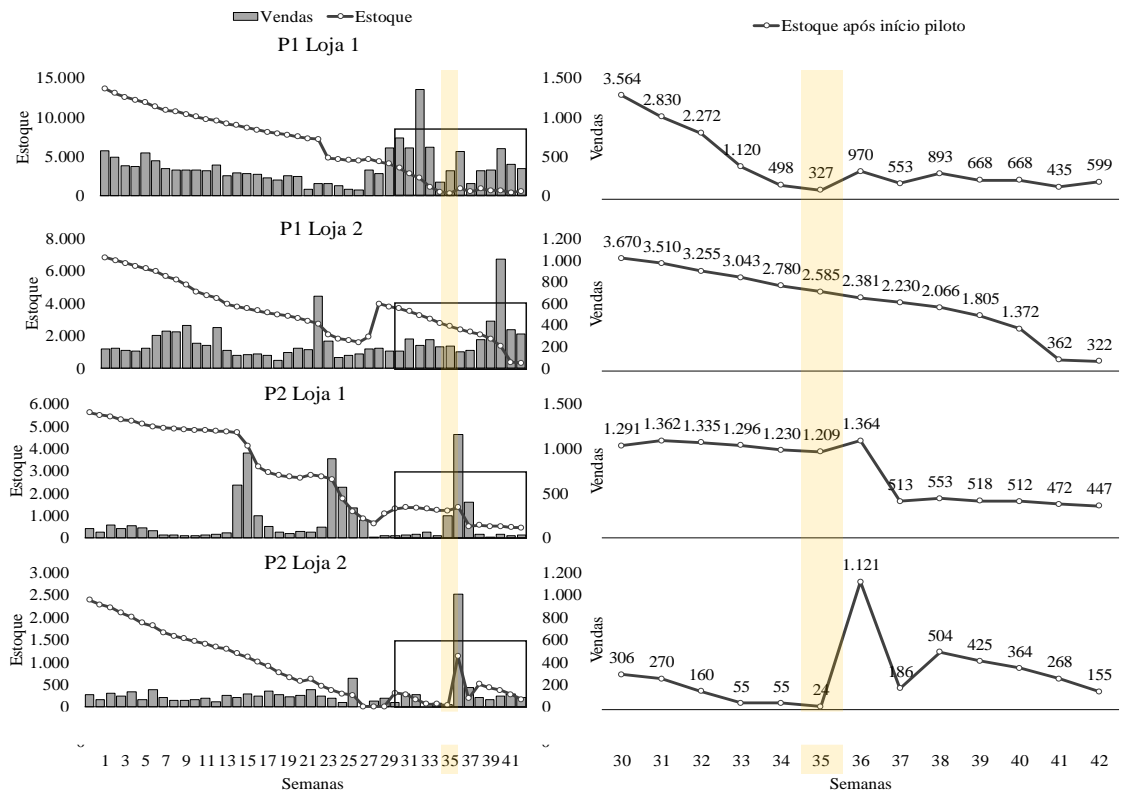 Vendas Estoque
Estoque após início piloto
P1 Loja 1
15.000
10.000
5.000
0
Estoque
1.500
1.000
500
0
Vendas
3.564 2.830 2.272 1.120 498 327 970 553 893 668 668 435 599
P1 Loja 2
8.000
6.000
4.000
2.000
0
Estoque
1.200
1.000
800
600
400
200
0
Vendas
3.670 3.510 3.255 3.043 2.780 2.585 2.381 2.230 2.066 1.805 1.372 362 322
P2 Loja 1
6.000
5.000
4.000
3.000
2.000
1.000
0
Estoque
1.500
1.000
500
0
Vendas
1.291 1.362 1.335 1.296 1.230 1.209 1.364 513 553 518 512 472 447
P2 Loja 2
3.000
2.500
2.000
1.500
1.000
500
0
Estoque
1.200
1.000
800
600
400
200
0
Vendas
306 270 160 55 55 24 1.121 186 504 425 364 268 155
1 3 5 7 9 11 13 15 17 19 21 23 25 27 29 31 33 35 37 39 41
Semanas
30 31 32 33 34 35 36 37 38 39 40 41 42
Semanas